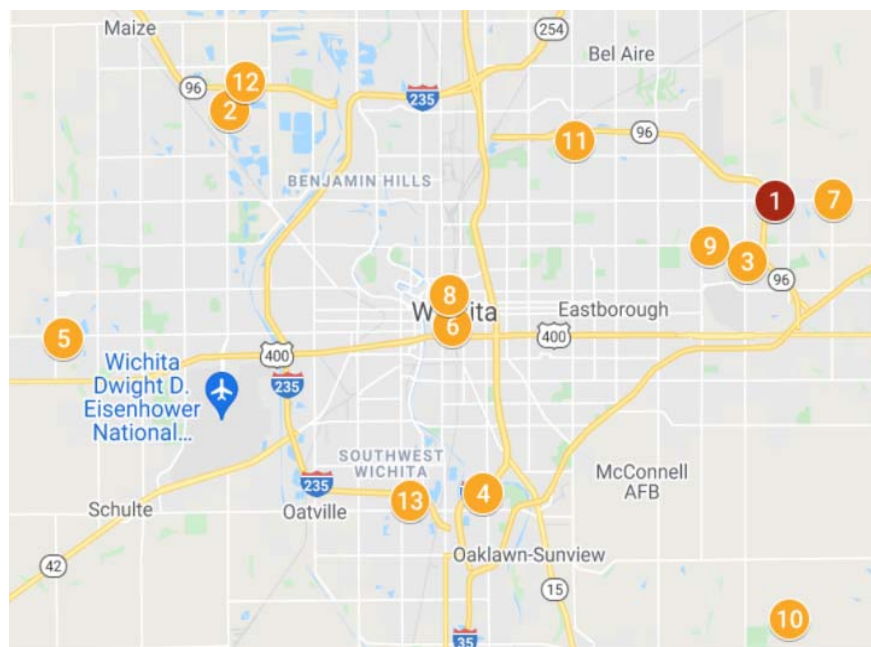 Maize
254
Bel Aire
96
12
235
2
11
96
BENJAMIN HILLS
1
7
9
3
96
8
W ita
6
Eastborough
5
400
400
Wichita
Dwight D.
Eisenhower
National...
235
SOUTHWEST
WICHITA
McConnell
AFB
235
13
4
Schulte
Oatville
Oaklawn-Sunview
42
15
10
35